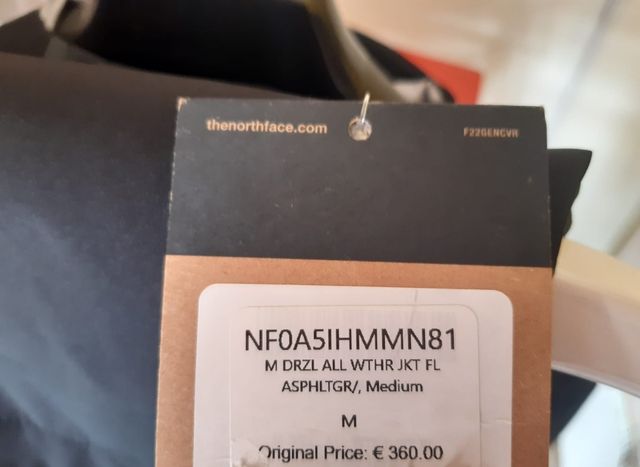 thenorthface.com
F22GENCVR
NF0A5IHMMN81
M DRZL ALL WTHR JKT FL
ASPHLTGR/, Medium
M
Original Price: € 360.00